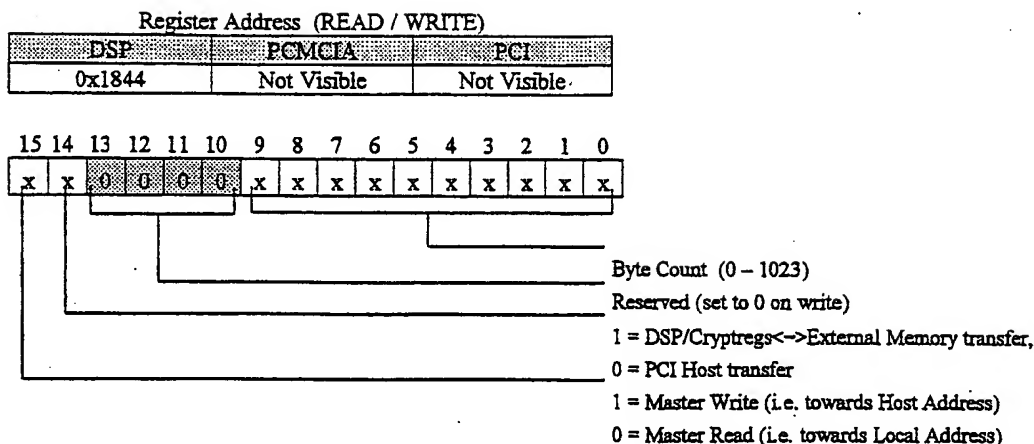 Register Address (READ / WRITE)
DSP PCMCIA PCI
0x1844 Not Visible Not Visible
15 14 13 12 11 10 9 8 7 6 5 4 3 2 1 0
x x 0 0 0 0 x x x x x x x x x x
Byte Count (0 – 1023)
Reserved (set to 0 on write)
1 = DSP/Cryptregs<->External Memory transfer,
0 = PCI Host transfer
1 = Master Write (i.e. towards Host Address)
0 = Master Read (i.e. towards Local Address)